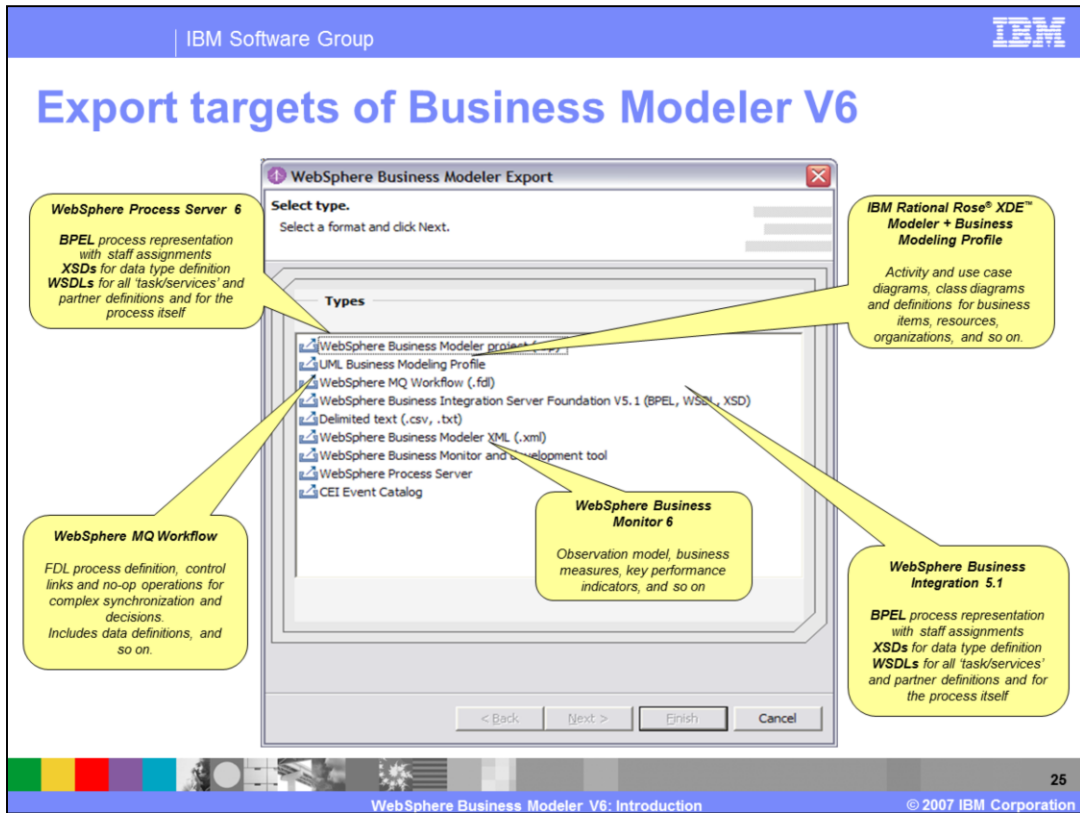 IBM Software Group
IBM
Export targets of Business Modeler V6
WebSphere Business Modeler Export
Select type.
Select a format and click Next.
Types
WebSphere Business Modeler project
UML Business Modeling Profile
WebSphere MQ Workflow (.fdl)
WebSphere Business Integration Server Foundation V5.1 (BPEL, WSDL, XSD)
Delimited text (.csv, .txt)
WebSphere Business Modeler XML (.xml)
WebSphere Business Monitor and development tool
WebSphere Process Server
CEI Event Catalog
< Back
Next >
Finish
Cancel
WebSphere Process Server 6
BPEL process representation
with staff assignments
XSDs for data type definition
WSDLs for all 'task/services' and
partner definitions and for the
process itself
IBM Rational Rose® XDE™
Modeler + Business
Modeling Profile
Activity and use case
diagrams, class diagrams
and definitions for business
items, resources,
organizations, and so on.
WebSphere MQ Workflow
FDL process definition, control
links and no-op operations for
complex synchronization and
decisions.
Includes data definitions, and
so on.
WebSphere Business
Monitor 6
Observation model, business
measures, key performance
indicators, and so on
WebSphere Business
Integration 5.1
BPEL process representation
with staff assignments
XSDs for data type definition
WSDLs for all 'task/services'
and partner definitions and for
the process itself
25
WebSphere Business Modeler V6: Introduction
© 2007 IBM Corporation